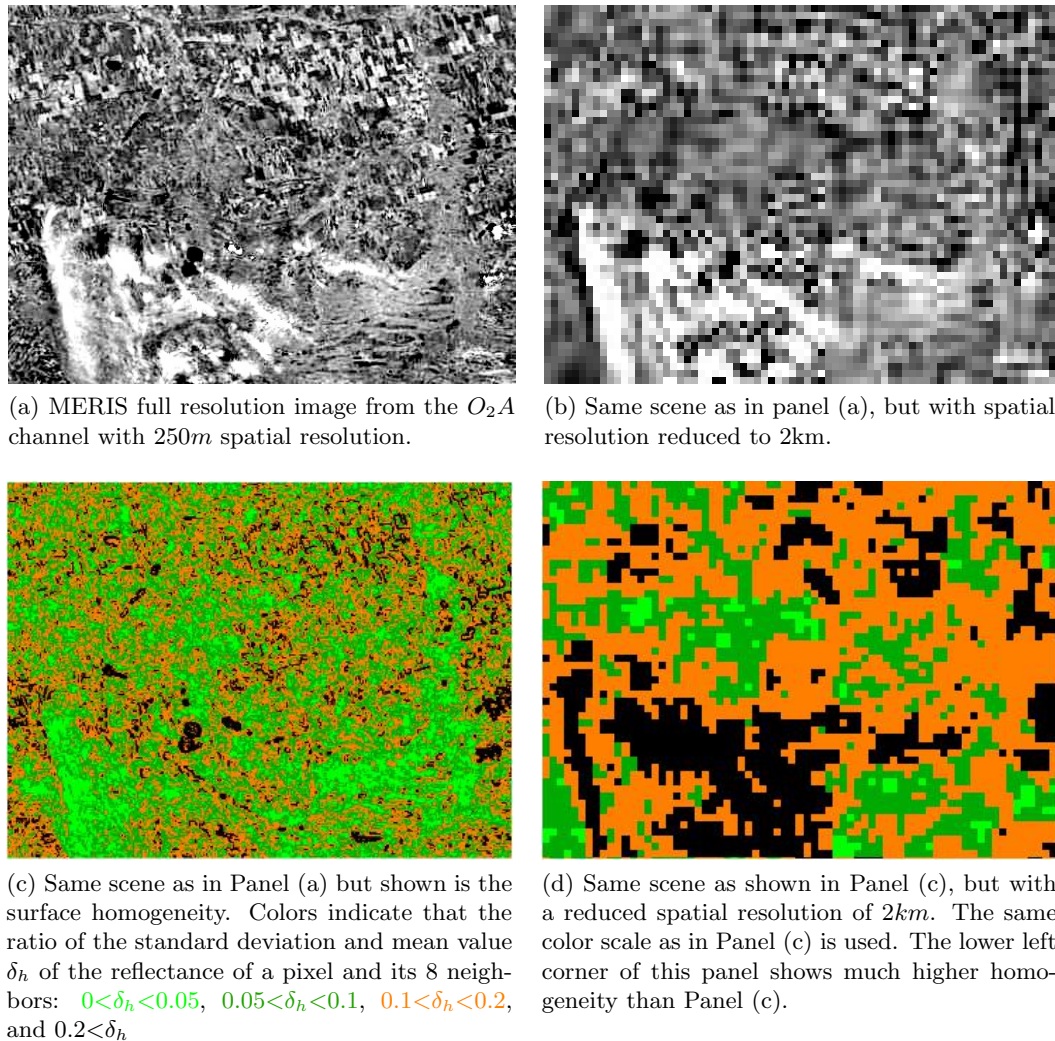 (a) MERIS full resolution image from the O₂A
channel with 250m spatial resolution.
(b) Same scene as in panel (a), but with spatial
resolution reduced to 2km.
(c) Same scene as in Panel (a) but shown is the
surface homogeneity. Colors indicate that the
ratio of the standard deviation and mean value
δₕ of the reflectance of a pixel and its 8 neigh-
bors: 0<δₕ<0.05, 0.05<δₕ<0.1, 0.1<δₕ<0.2,
and 0.2<δₕ
(d) Same scene as shown in Panel (c), but with
a reduced spatial resolution of 2km. The same
color scale as in Panel (c) is used. The lower left
corner of this panel shows much higher homo-
geneity than Panel (c).